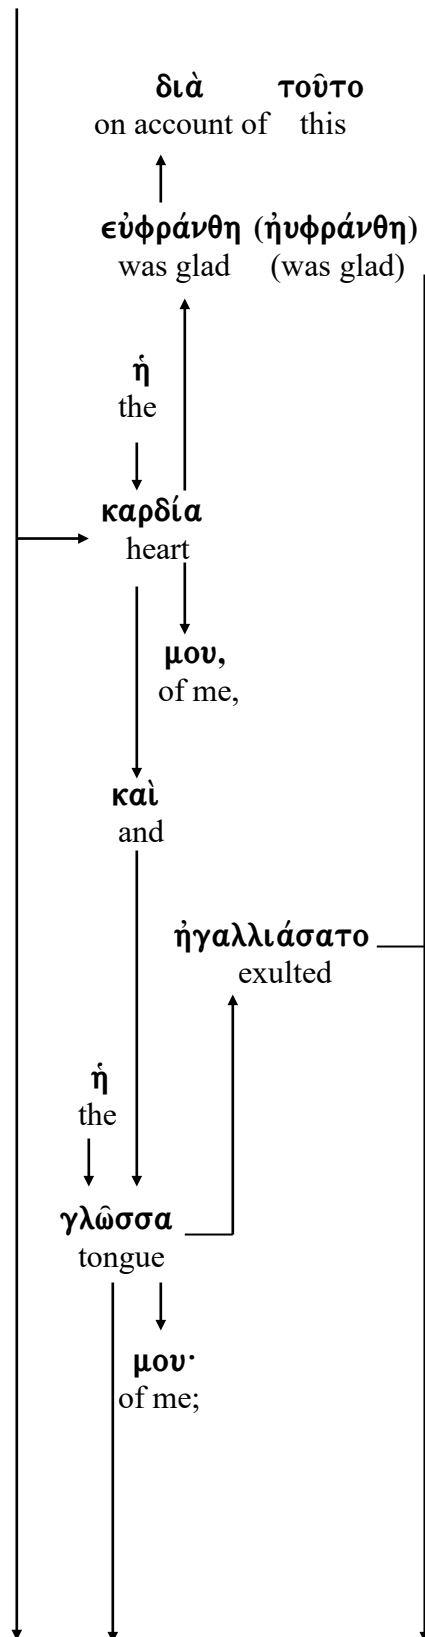 διὰ τοῦτο
on account of this
εὐφράνθη (ηὐφράνθη)
was glad (was glad)
ἡ
the
καρδία
heart
μου,
of me,
καὶ
and
ἠγαλλιάσατο
exulted
ἡ
the
γλῶσσα
tongue
μου·
of me;